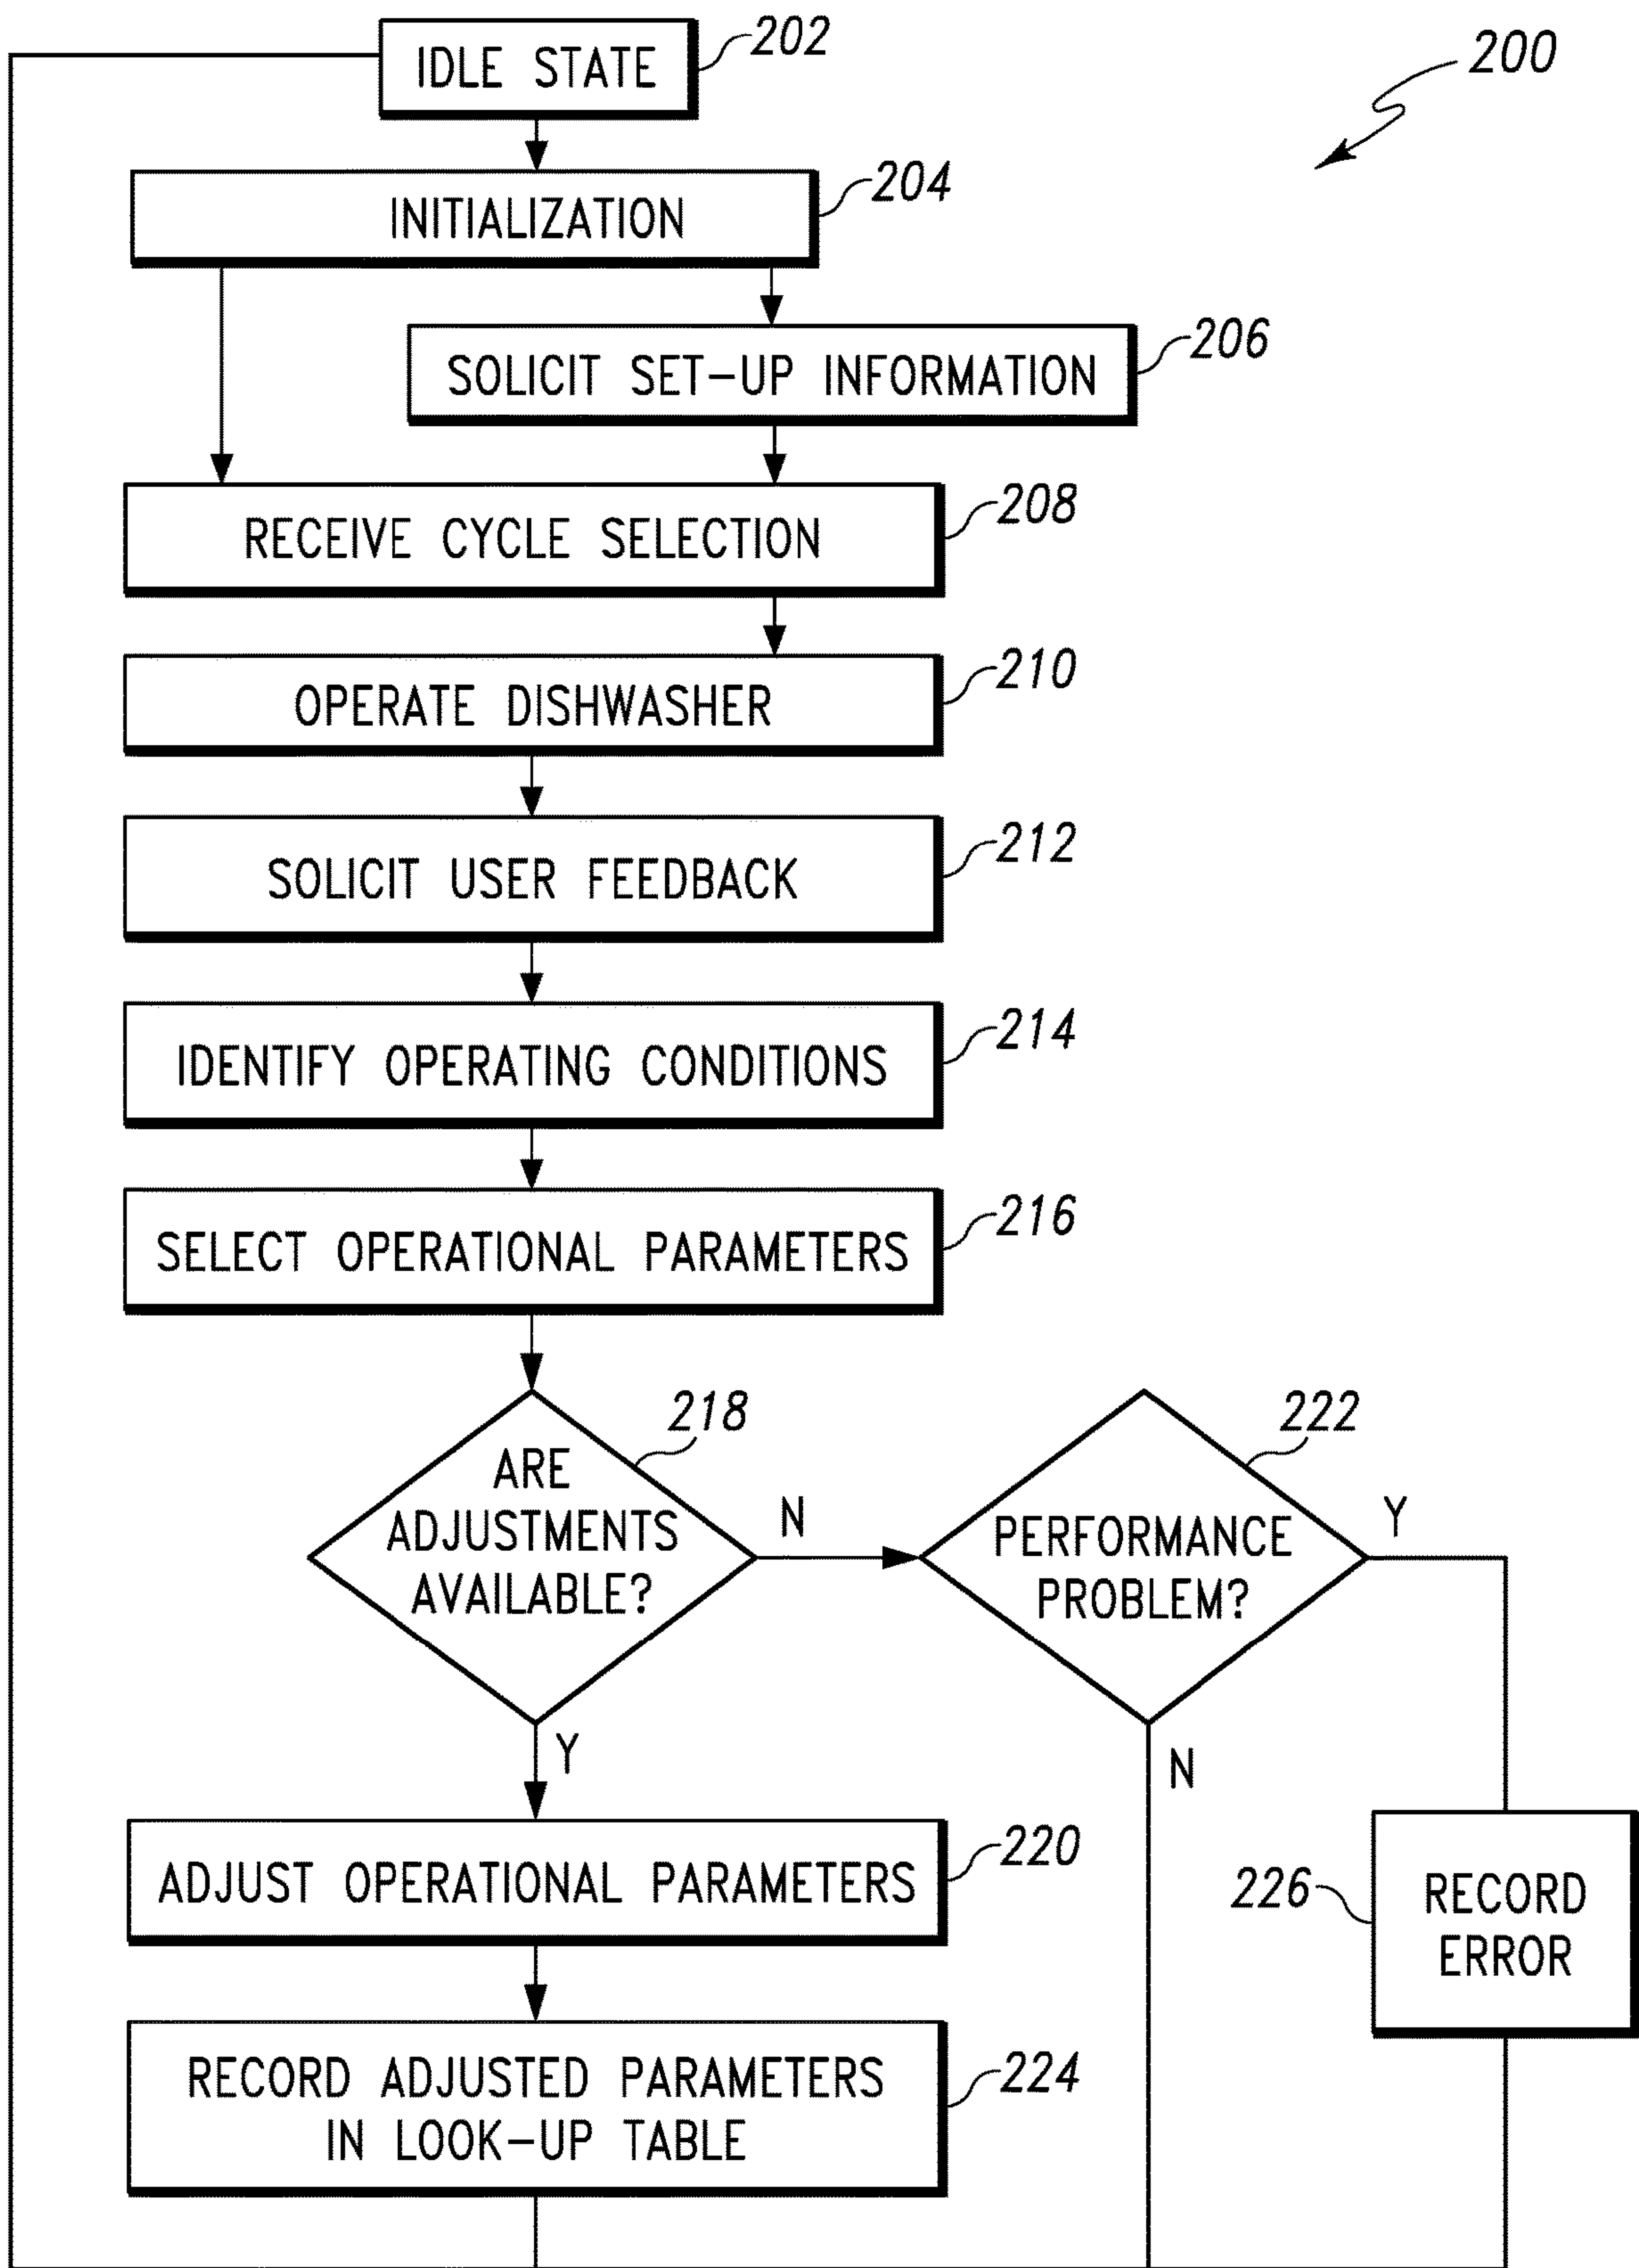 IDLE STATE
202
200
INITIALIZATION
204
SOLICIT SET-UP INFORMATION
206
RECEIVE CYCLE SELECTION
208
OPERATE DISHWASHER
210
SOLICIT USER FEEDBACK
212
IDENTIFY OPERATING CONDITIONS
214
SELECT OPERATIONAL PARAMETERS
216
ARE
ADJUSTMENTS
AVAILABLE?
218
N
Y
PERFORMANCE
PROBLEM?
222
Y
N
ADJUST OPERATIONAL PARAMETERS
220
RECORD
ERROR
226
RECORD ADJUSTED PARAMETERS
IN LOOK-UP TABLE
224